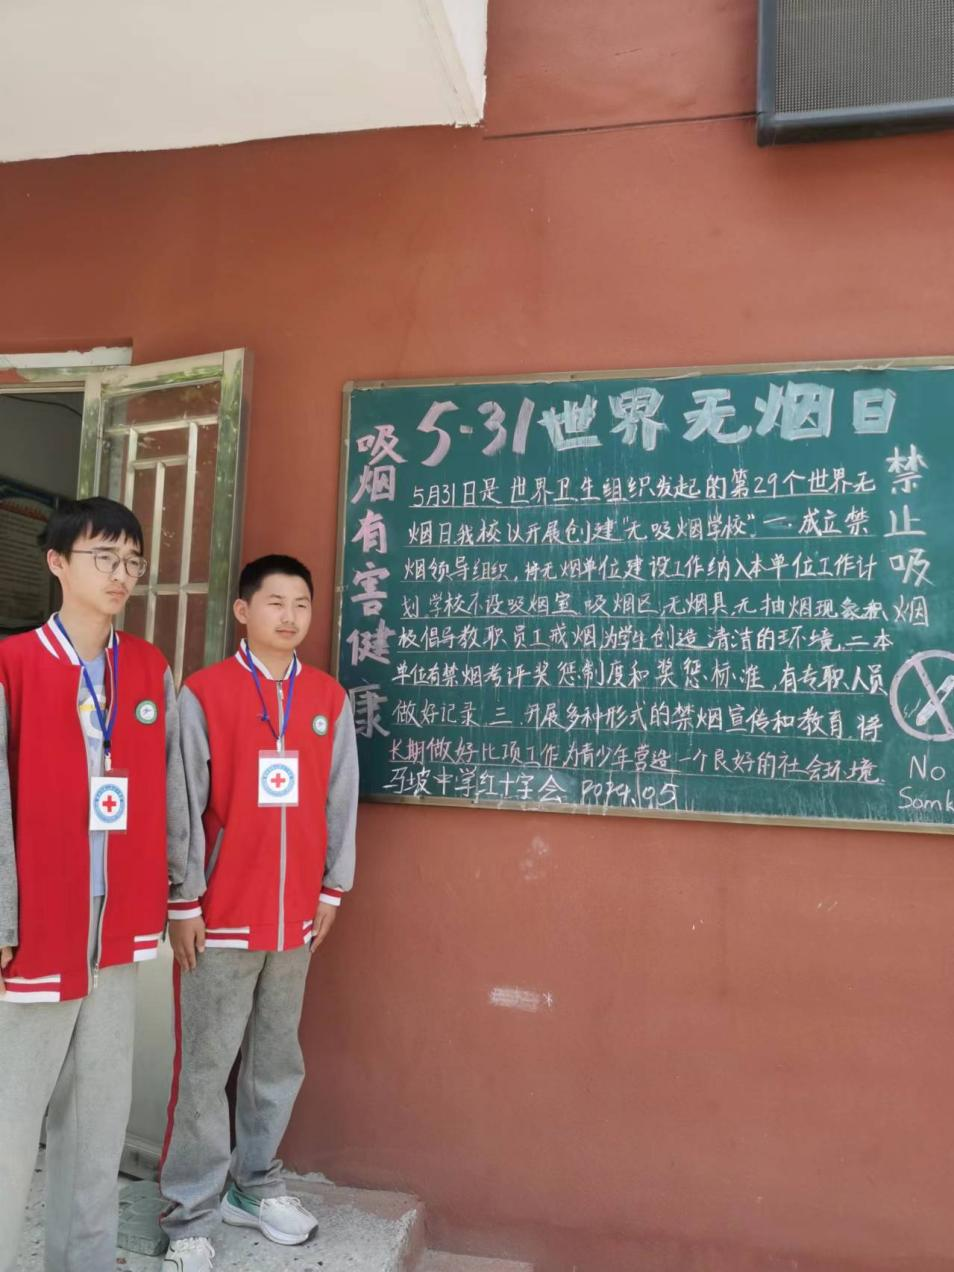 5·31世界无烟日
吸烟有害健康
5月31日是世界卫生组织发起的第29个世界无
烟日我校以开展创建"无吸烟学校"一.成立禁
烟领导组织,将无烟单位建设工作纳入本单位工作计
划学校不设吸烟室吸烟区,无烟具无抽烟现象积
极倡导教职员工戒烟,为学生创造清洁的环境.二本
单位有禁烟考评奖惩制度和奖惩标准,有专职人员
做好记录.三.开展多种形式的禁烟宣传和教育.将
长期做好比项工作为青少年营造一个良好的社会环境.
马坡中学红十字会
禁止吸烟
No
Somk